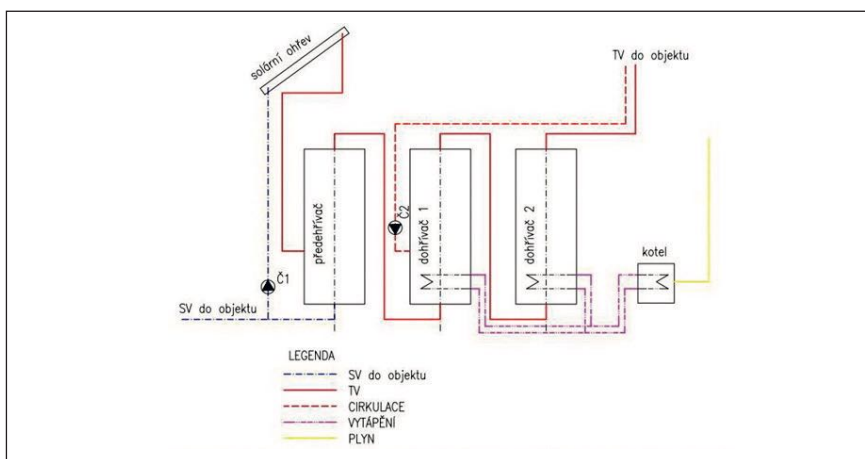 solární ohřev
TV do objektu
předehřívač
Č2
dohřívač 1
dohřívač 2
kotel
Č1
SV do objektu
LEGENDA
SV do objektu
TV
CIRKULACE
VYTÁPĚNÍ
PLYN